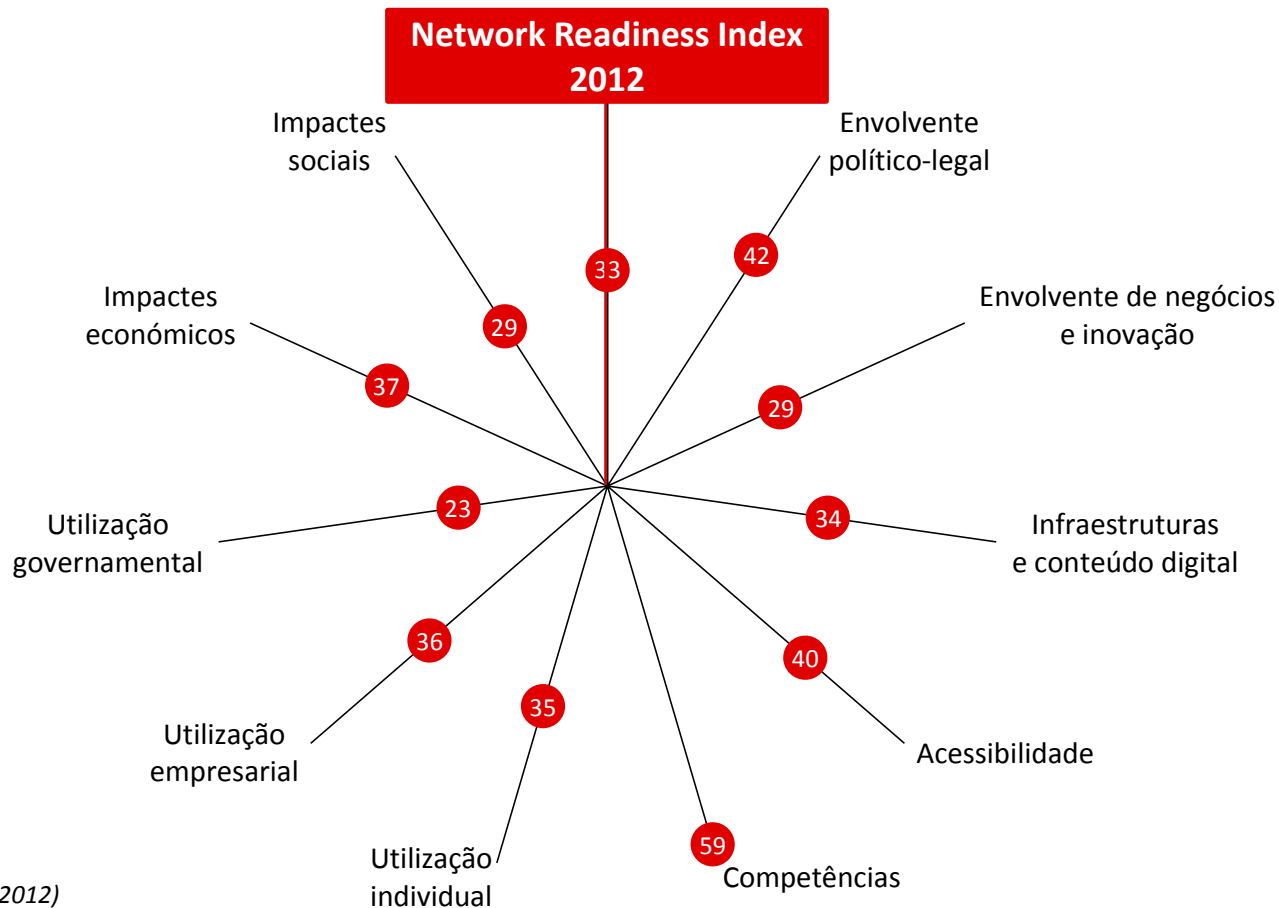 Network Readiness Index
2012
Impactes
sociais
Envolvente
político-legal
33
42
Impactes
económicos
29
Envolvente de negócios
e inovação
37
29
Utilização
governamental
23
34
Infraestruturas
e conteúdo digital
36
40
Utilização
empresarial
35
Acessibilidade
59
Utilização
individual
Competências
2012)